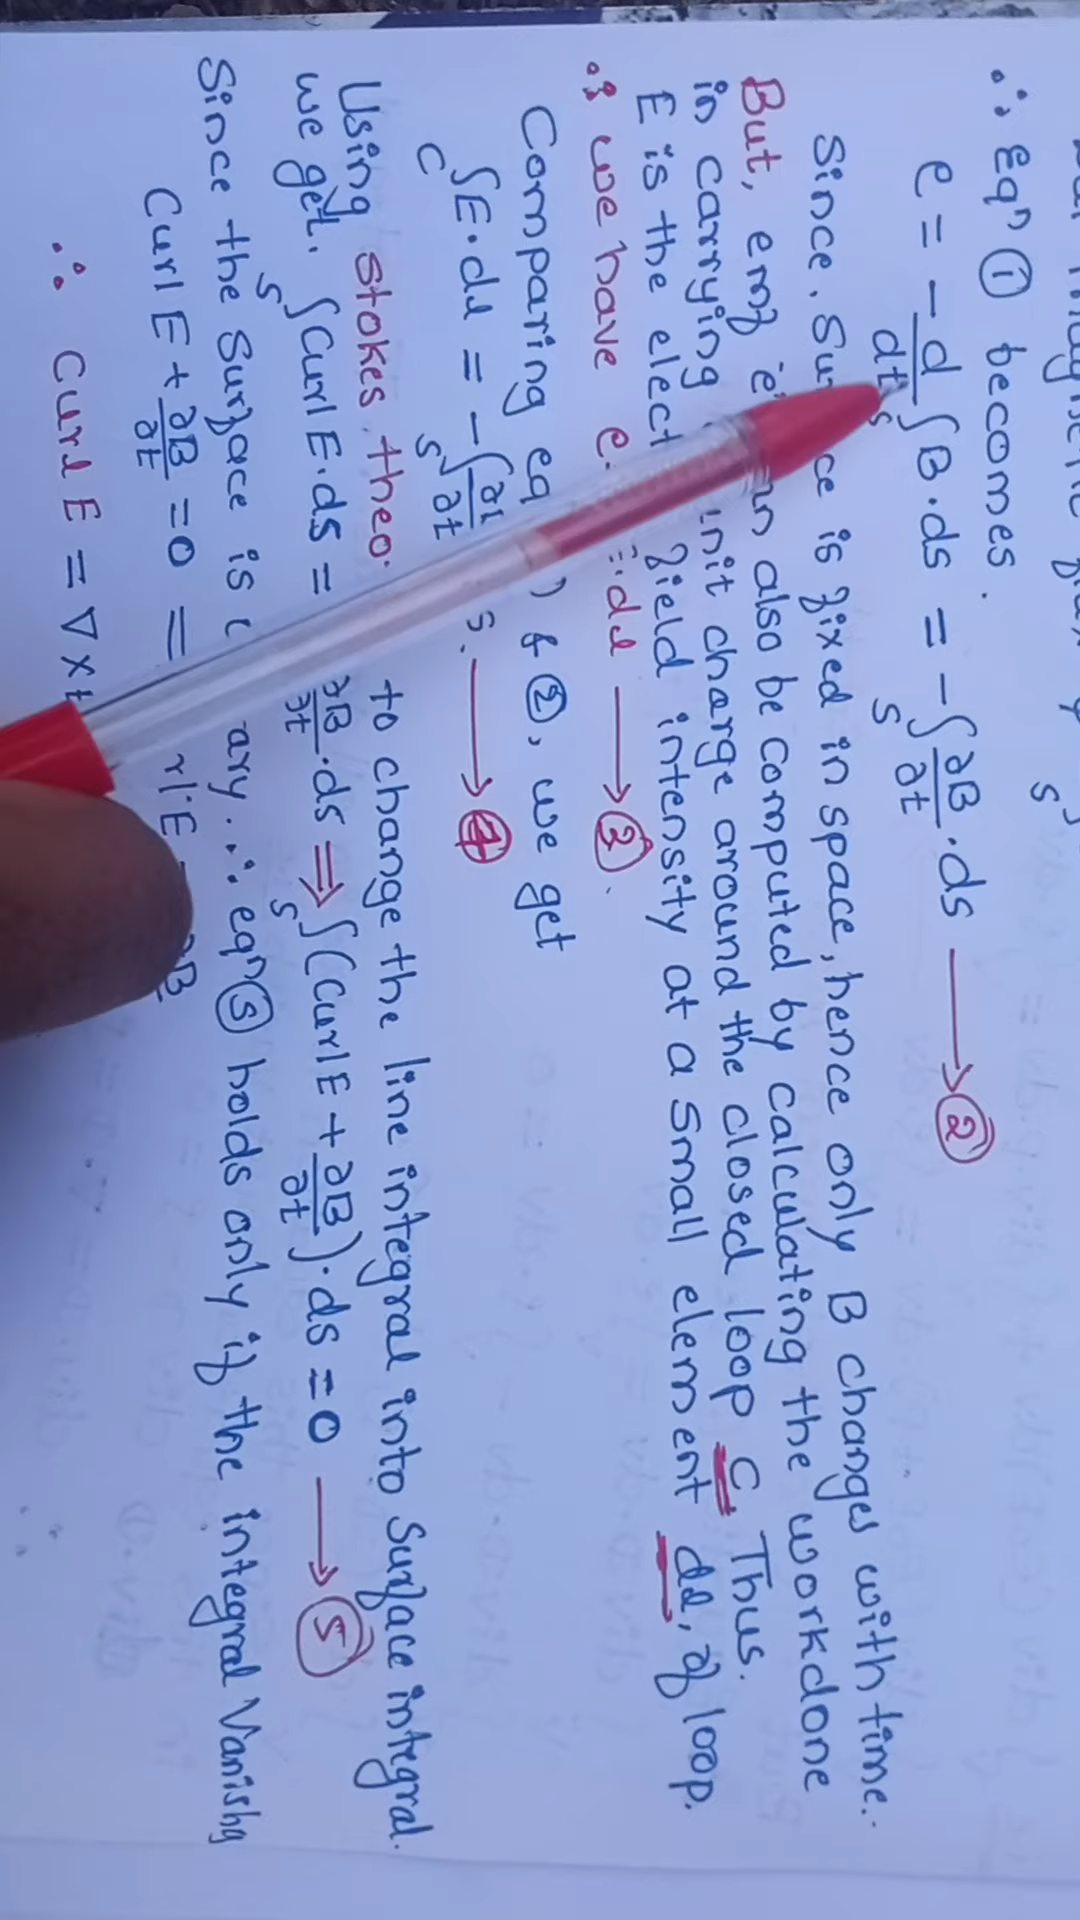 ∴ Eqⁿ ① becomes.
e = - d/dt ∫s B·ds = - ∫s ∂B/∂t · ds → ②
Since, Su ce is fixed in space, hence only B changes with time.
But, emf e n also be computed by calculating the workdone
in carrying nit charge around the closed loop C. Thus.
E is the elect field intensity at a small element dl, of loop.
∴ we have e :dl → ③.
Comparing eq ) & ②, we get
∫c E·dl = - ∫s ∂ /∂t s. → ④
Using Stokes theo. to change the line integral into Surface integral.
we get. ∫s Curl E·ds = ∂B/∂t ·ds ⇒ ∫s (Curl E + ∂B/∂t)·ds = 0 → ⑤
Since the Surface is ary. ∴ eqⁿ ⑤ holds only if the integral Vanishg
Curl E + ∂B/∂t = 0 = rl·E ∂B
∴ Curl E = ∇ ×